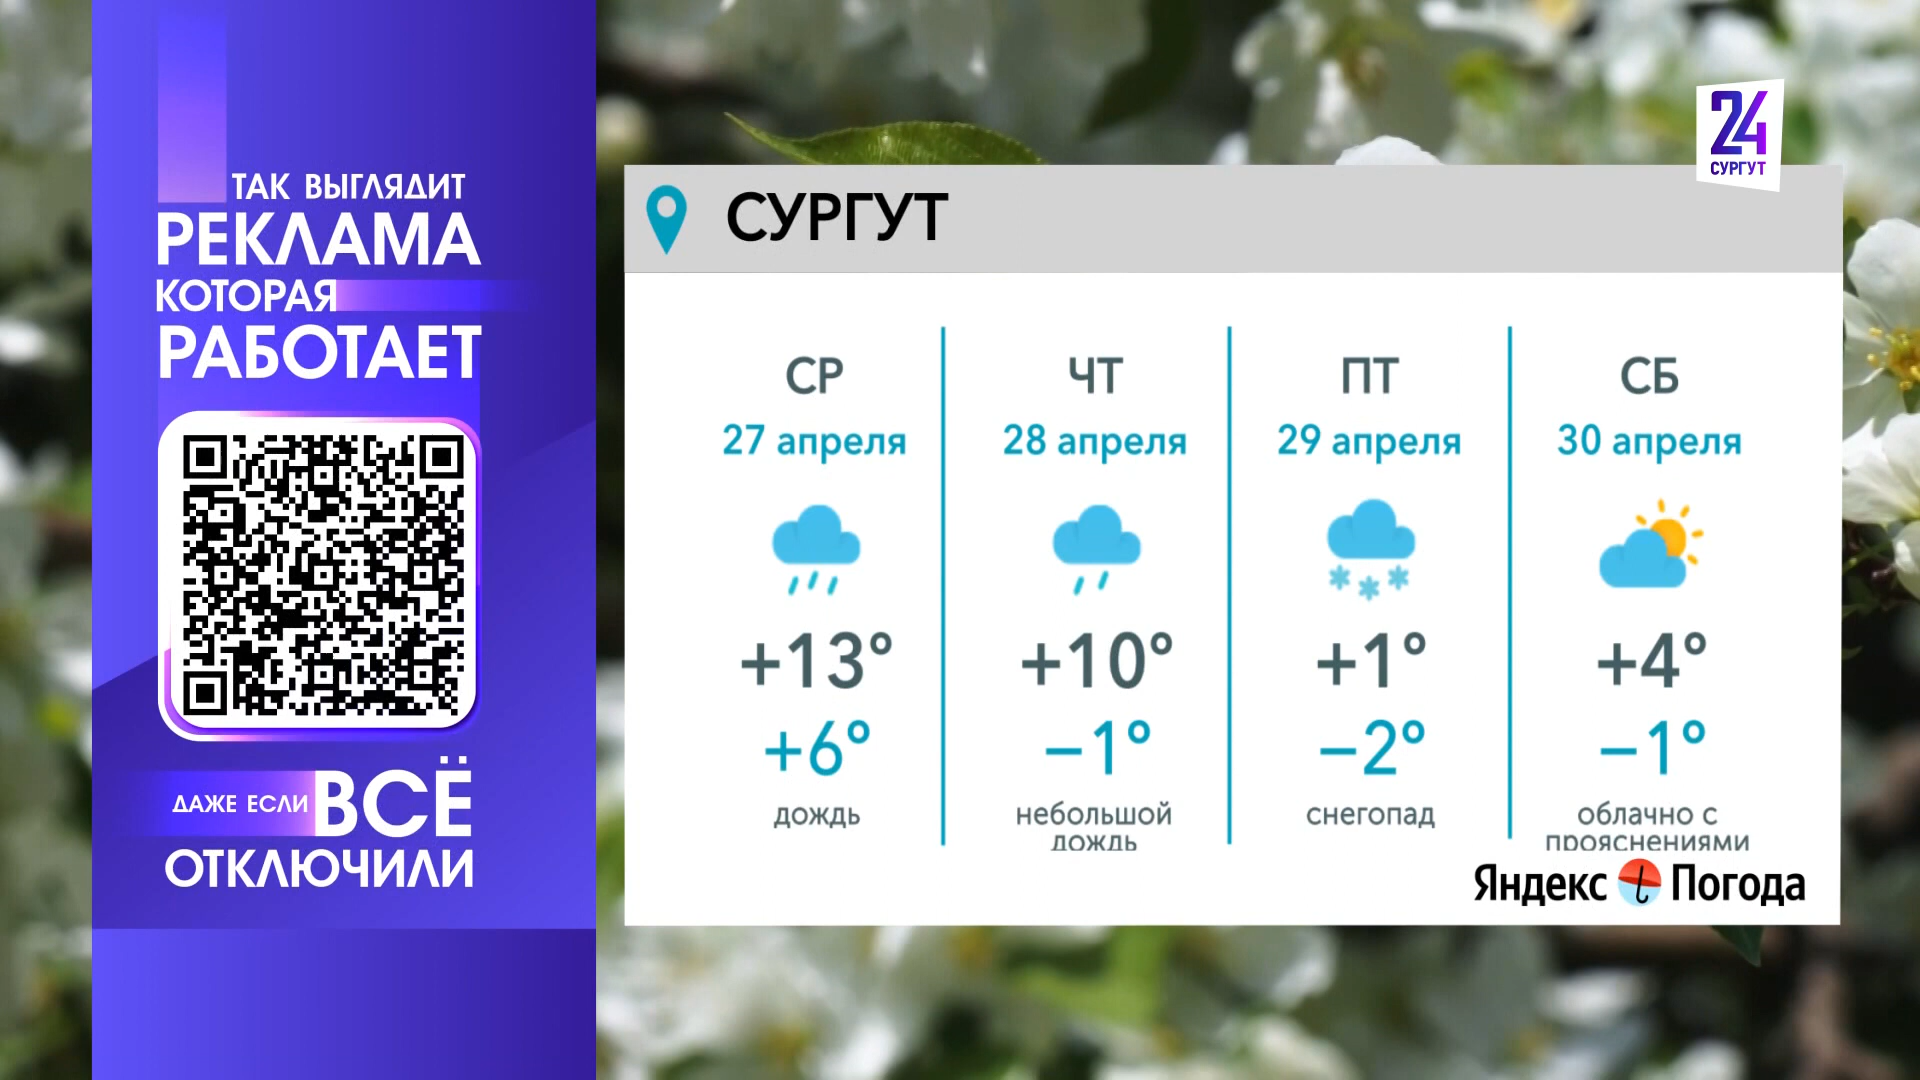 ТАК ВЫГЛЯДИТ
РЕКЛАМА
КОТОРАЯ
РАБОТАЕТ
ДАЖЕ ЕСЛИ ВСЁ
ОТКЛЮЧИЛИ
24
СУРГУТ
СУРГУТ
СР
27 апреля
+13°
+6°
дождь
ЧТ
28 апреля
+10°
−1°
небольшой
дождь
ПТ
29 апреля
+1°
−2°
снегопад
СБ
30 апреля
+4°
−1°
облачно с
прояснениями
Яндекс Погода